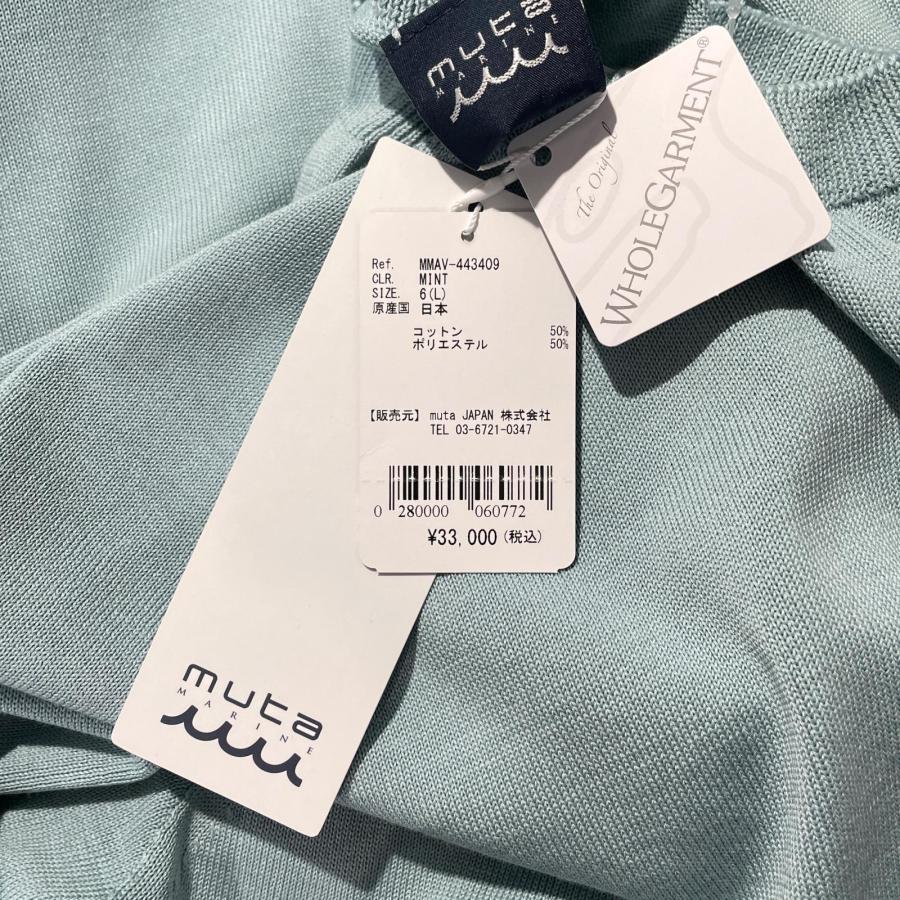 muta
MARINE
The Original
WHOLEGARMENT®
Ref. MMAV-443409
CLR. MINT
SIZE. 6(L)
原産国 日本
コットン 50%
ポリエステル 50%
【販売元】 muta JAPAN 株式会社
TEL 03-6721-0347
0 280000 060772
¥33,000(税込)
muta
MARINE